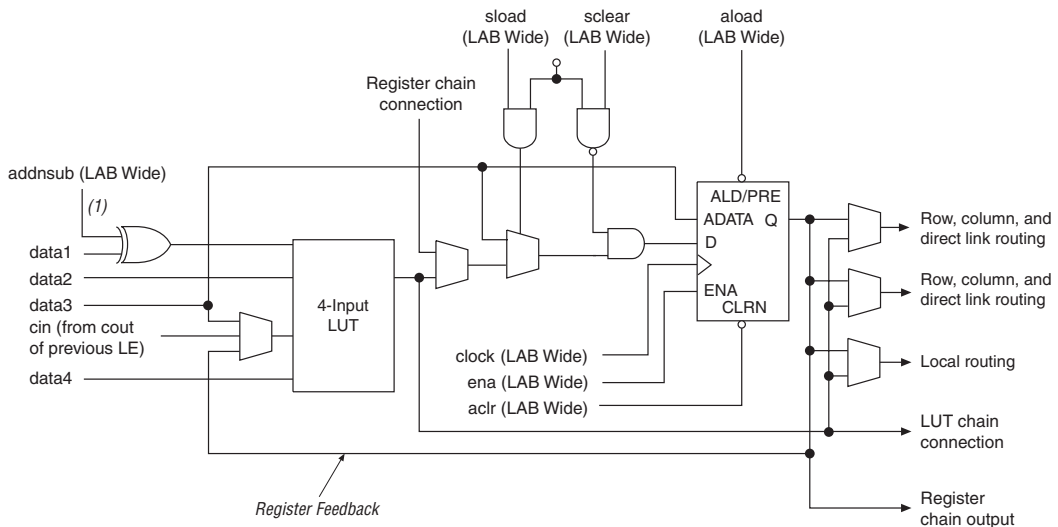 sload
(LAB Wide)
sclear
(LAB Wide)
aload
(LAB Wide)
Register chain
connection
addnsub (LAB Wide)
(1)
data1
data2
data3
cin (from cout
of previous LE)
data4
4-Input
LUT
ALD/PRE
ADATA Q
D
ENA
CLRN
clock (LAB Wide)
ena (LAB Wide)
aclr (LAB Wide)
Row, column, and
direct link routing
Row, column, and
direct link routing
Local routing
LUT chain
connection
Register
chain output
Register Feedback